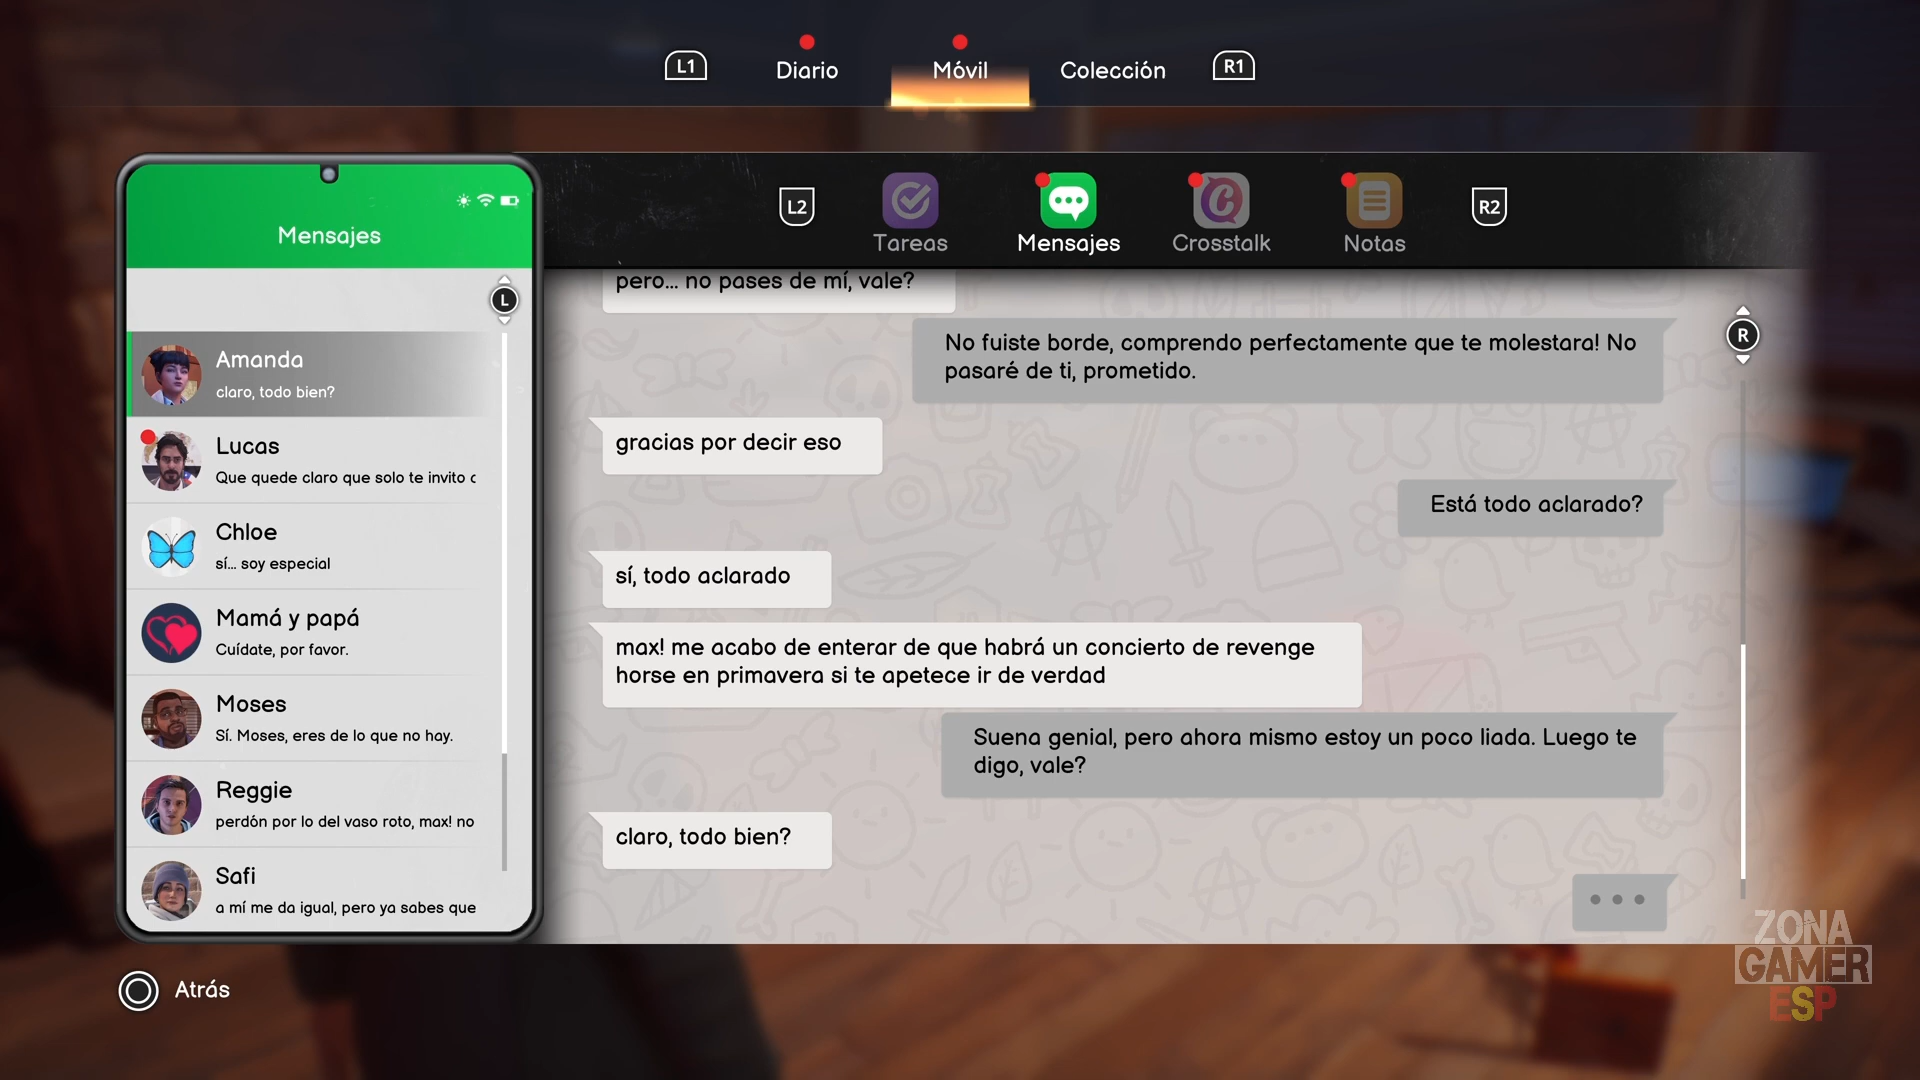 L1
Diario
Móvil
Colección
R1
Mensajes
L2
Tareas
Mensajes
Crosstalk
Notas
R2
L
Amanda
claro, todo bien?
Lucas
Que quede claro que solo te invito c
Chloe
sí... soy especial
Mamá y papá
Cuídate, por favor.
Moses
Sí. Moses, eres de lo que no hay.
Reggie
perdón por lo del vaso roto, max! no
Safi
a mí me da igual, pero ya sabes que
pero... no pases de mí, vale?
R
No fuiste borde, comprendo perfectamente que te molestara! No
pasaré de ti, prometido.
gracias por decir eso
Está todo aclarado?
sí, todo aclarado
max! me acabo de enterar de que habrá un concierto de revenge
horse en primavera si te apetece ir de verdad
Suena genial, pero ahora mismo estoy un poco liada. Luego te
digo, vale?
claro, todo bien?
...
ZONA
GAMER
ESP
Atrás